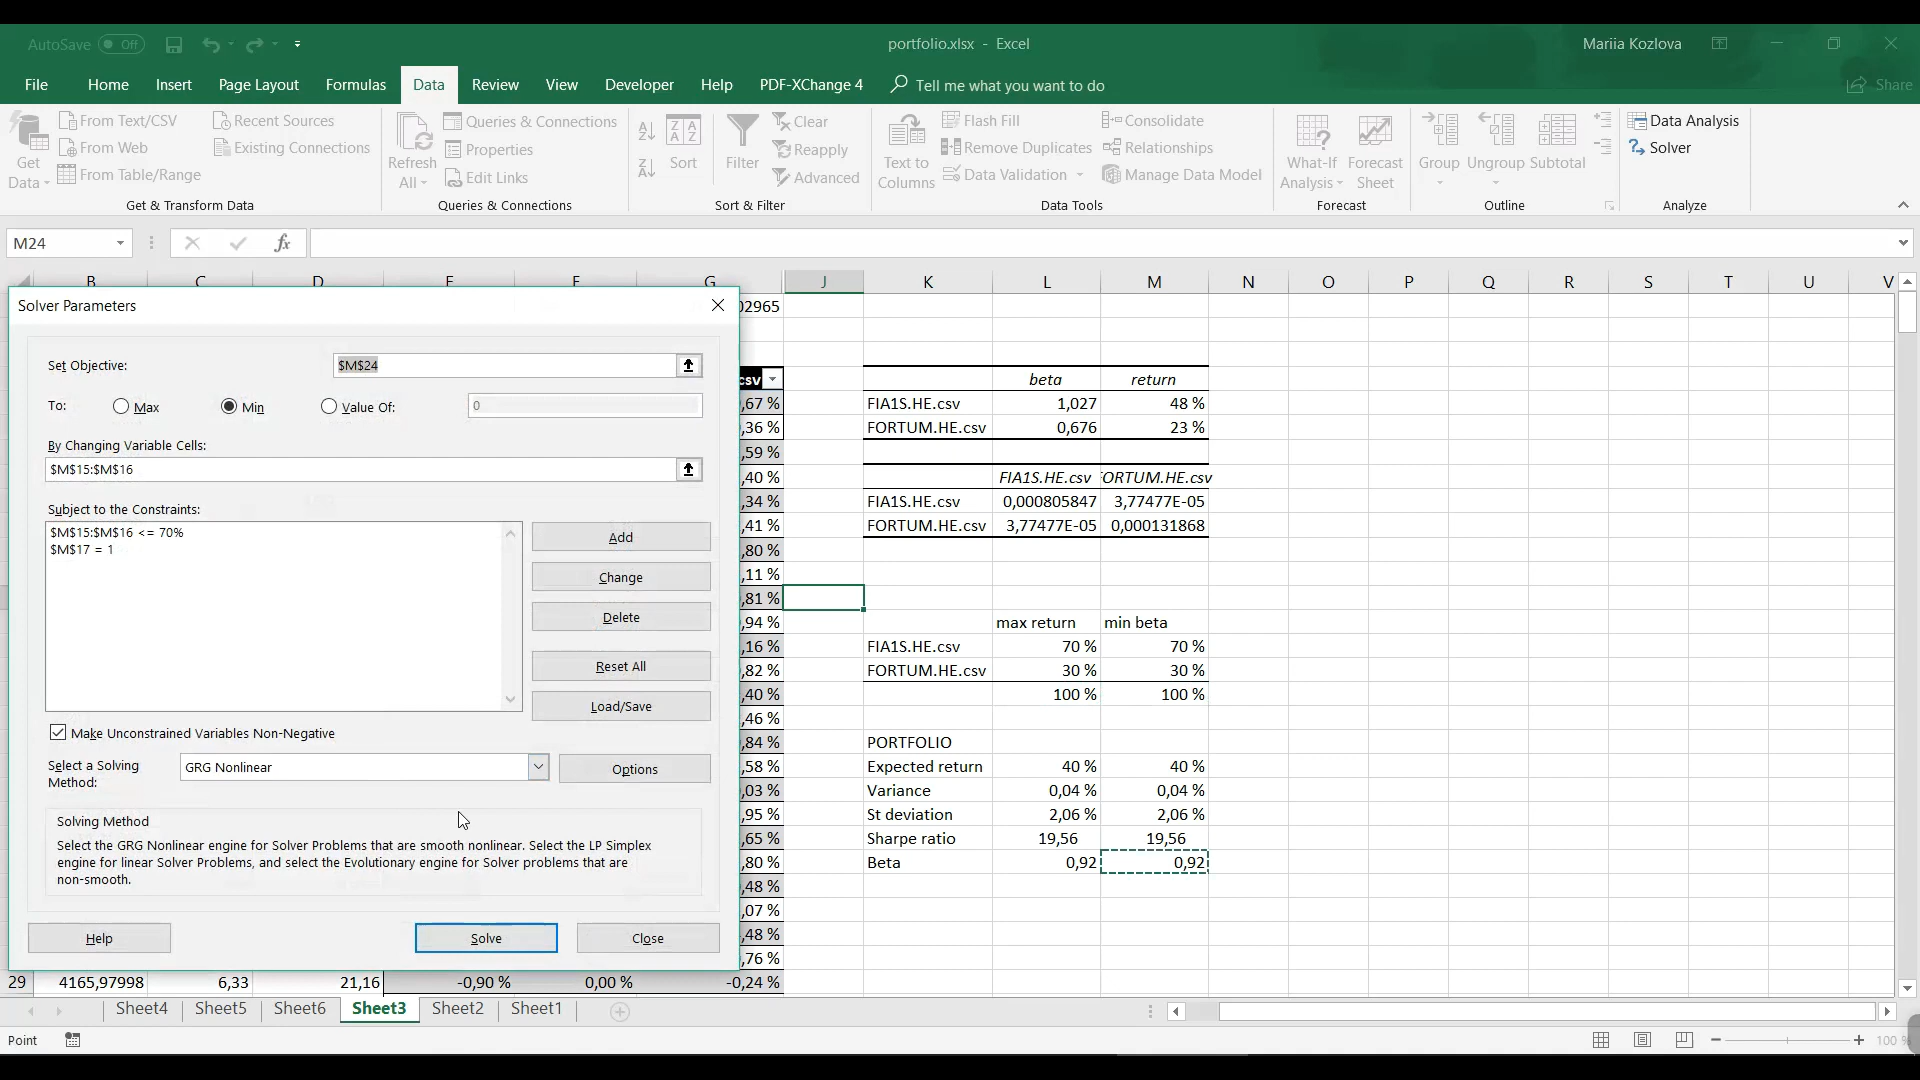 AutoSave Off
portfolio.xlsx - Excel
Mariia Kozlova
File Home Insert Page Layout Formulas Data Review View Developer Help PDF-XChange 4 Tell me what you want to do Share
Get Data
From Text/CSV
From Web
From Table/Range
Recent Sources
Existing Connections
Get & Transform Data
Refresh All
Queries & Connections
Properties
Edit Links
Queries & Connections
Sort
Filter
Clear
Reapply
Advanced
Sort & Filter
Text to Columns
Flash Fill
Remove Duplicates
Data Validation
Consolidate
Relationships
Manage Data Model
Data Tools
What-If Analysis
Forecast Sheet
Forecast
Group
Ungroup
Subtotal
Outline
Data Analysis
Solver
Analyze
M24 fx
B C D E F G J K L M N O P Q R S T U V
Solver Parameters
Set Objective: $M$24
To: Max Min Value Of: 0
By Changing Variable Cells:
$M$15:$M$16
Subject to the Constraints:
$M$15:$M$16 <= 70%
$M$17 = 1
Add
Change
Delete
Reset All
Load/Save
Make Unconstrained Variables Non-Negative
Select a Solving Method: GRG Nonlinear Options
Solving Method
Select the GRG Nonlinear engine for Solver Problems that are smooth nonlinear. Select the LP Simplex
engine for linear Solver Problems, and select the Evolutionary engine for Solver problems that are
non-smooth.
Help Solve Close
02965
csv
,67 %
,36 %
,59 %
,40 %
,34 %
,41 %
,80 %
,11 %
,81 %
,94 %
,16 %
,82 %
,40 %
,46 %
,84 %
,58 %
,03 %
,95 %
,65 %
,80 %
,48 %
,07 %
,48 %
,76 %
beta return
FIA1S.HE.csv 1,027 48 %
FORTUM.HE.csv 0,676 23 %
FIA1S.HE.csv ORTUM.HE.csv
FIA1S.HE.csv 0,000805847 3,77477E-05
FORTUM.HE.csv 3,77477E-05 0,000131868
max return min beta
FIA1S.HE.csv 70 % 70 %
FORTUM.HE.csv 30 % 30 %
100 % 100 %
PORTFOLIO
Expected return 40 % 40 %
Variance 0,04 % 0,04 %
St deviation 2,06 % 2,06 %
Sharpe ratio 19,56 19,56
Beta 0,92 0,92
29 4165,97998 6,33 21,16 -0,90 % 0,00 % -0,24 %
Sheet4 Sheet5 Sheet6 Sheet3 Sheet2 Sheet1
Point
100 %